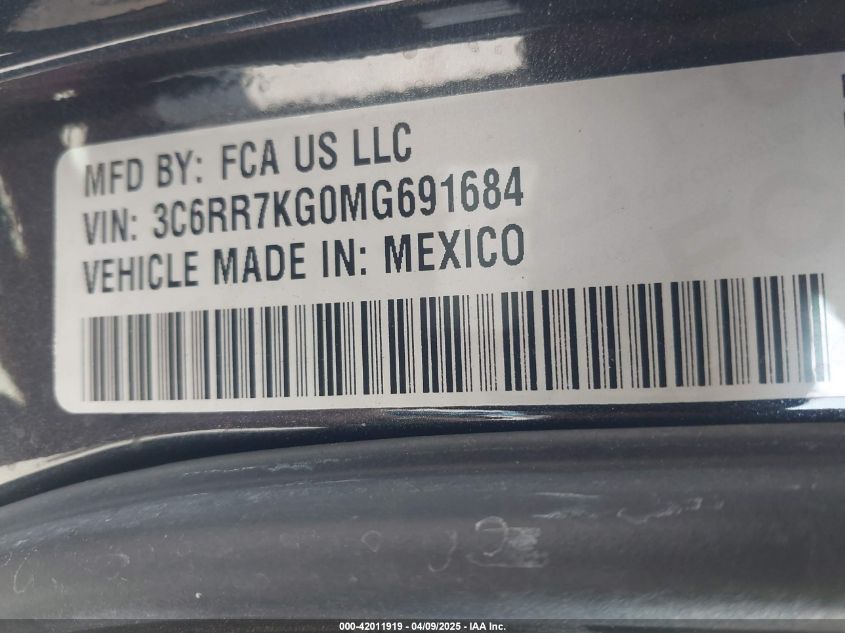 MFD BY: FCA US LLC
VIN: 3C6RR7KG0MG691684
VEHICLE MADE IN: MEXICO
000-42011919 - 04/09/2025 - IAA Inc.